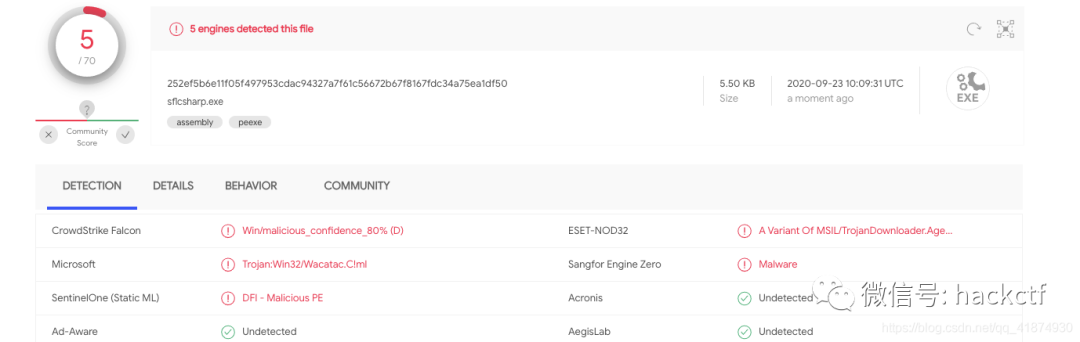 5
/ 70
?
Community
Score
5 engines detected this file
252ef5b6e11f05f497953cdac94327a7f61c56672b67f8167fdc34a75ea1df50
sflcsharp.exe
assembly peexe
5.50 KB
Size
2020-09-23 10:09:31 UTC
a moment ago
EXE
DETECTION DETAILS BEHAVIOR COMMUNITY
CrowdStrike Falcon Win/malicious_confidence_80% (D) ESET-NOD32 A Variant Of MSIL/TrojanDownloader.Age...
Microsoft Trojan:Win32/Wacatac.C!ml Sangfor Engine Zero Malware
SentinelOne (Static ML) DFI - Malicious PE Acronis Undetected
Ad-Aware Undetected AegisLab Undetected
微信号: hackctf
https://blog.csdn.net/qq_41874930